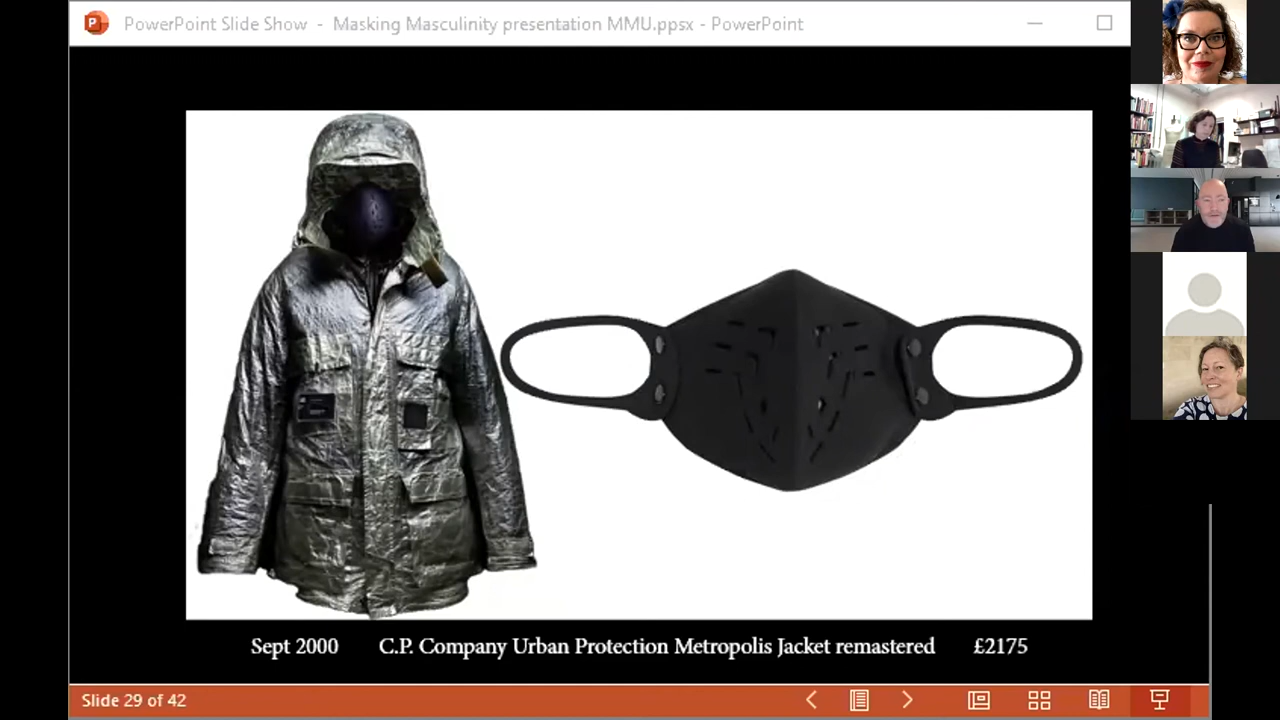 PowerPoint Slide Show - Masking Masculinity presentation MMU.ppsx - PowerPoint
Sept 2000 C.P. Company Urban Protection Metropolis Jacket remastered £2175
Slide 29 of 42